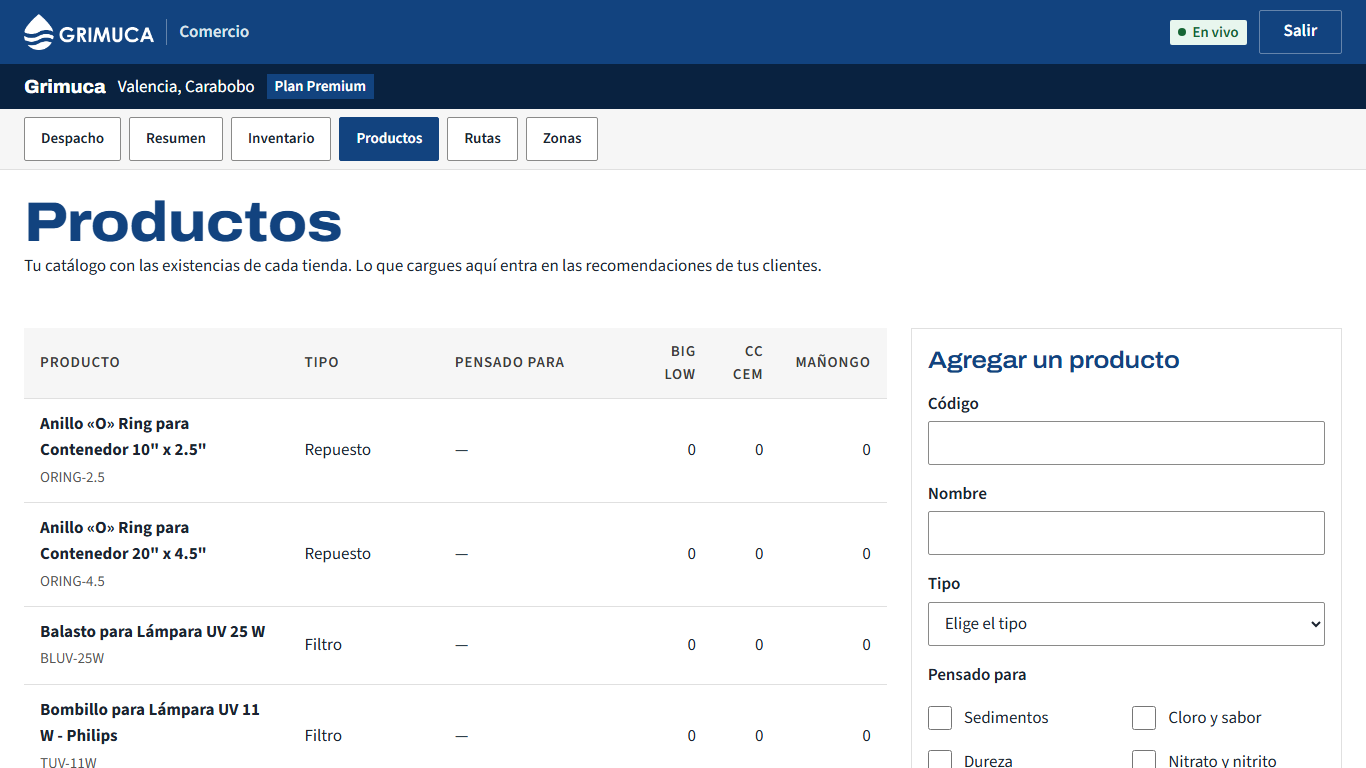 GRIMUCA
Comercio
En vivo
Salir
Grimuca Valencia, Carabobo Plan Premium
Despacho Resumen Inventario Productos Rutas Zonas
Productos
Tu catálogo con las existencias de cada tienda. Lo que cargues aquí entra en las recomendaciones de tus clientes.
PRODUCTO TIPO PENSADO PARA BIG LOW CC CEM MAÑONGO
Anillo «O» Ring para
Contenedor 10" x 2.5"
ORING-2.5
Repuesto — 0 0 0
Anillo «O» Ring para
Contenedor 20" x 4.5"
ORING-4.5
Repuesto — 0 0 0
Balasto para Lámpara UV 25 W
BLUV-25W
Filtro — 0 0 0
Bombillo para Lámpara UV 11
W - Philips
TUV-11W
Filtro — 0 0 0
Agregar un producto
Código
Nombre
Tipo
Elige el tipo
Pensado para
Sedimentos Cloro y sabor
Dureza Nitrato y nitrito